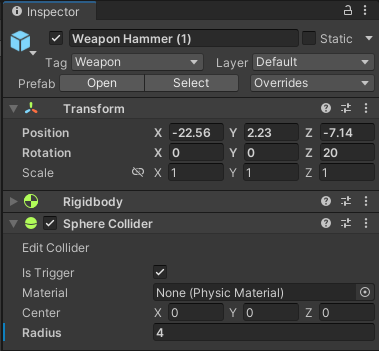 Inspector
Weapon Hammer (1) Static
Tag Weapon Layer Default
Prefab Open Select Overrides
Transform
Position X -22.56 Y 2.23 Z -7.14
Rotation X 0 Y 0 Z 20
Scale X 1 Y 1 Z 1
Rigidbody
Sphere Collider
Edit Collider
Is Trigger
Material None (Physic Material)
Center X 0 Y 0 Z 0
Radius 4